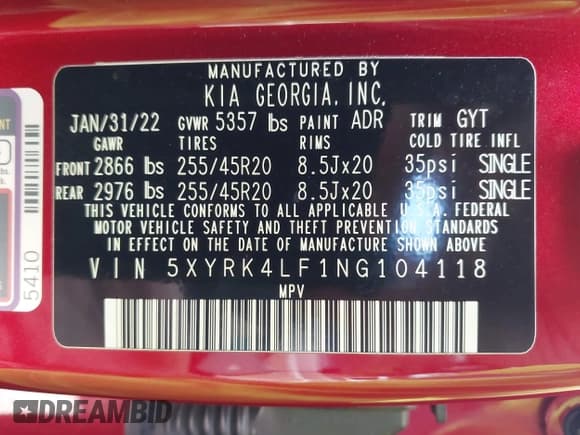 MANUFACTURED BY
KIA GEORGIA, INC.
JAN/31/22 GVWR 5357 lbs PAINT ADR TRIM GYT
GAWR TIRES RIMS COLD TIRE INFL
FRONT 2866 lbs 255/45R20 8.5Jx20 35psi SINGLE
REAR 2976 lbs 255/45R20 8.5Jx20 35psi SINGLE
THIS VEHICLE CONFORMS TO ALL APPLICABLE U.S.A. FEDERAL
MOTOR VEHICLE SAFETY AND THEFT PREVENTION STANDARDS
IN EFFECT ON THE DATE OF MANUFACTURE SHOWN ABOVE.
VIN 5XYRK4LF1NG104118
MPV
5410
DREAMBID